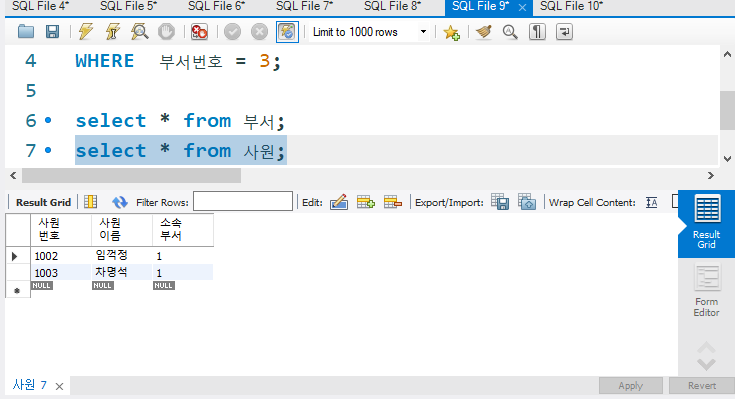 SQL File 4* SQL File 5* SQL File 6* SQL File 7* SQL File 8* SQL File 9* SQL File 10*
Limit to 1000 rows
4 WHERE 부서번호 = 3;
5
6 select * from 부서;
7 select * from 사원;
Result Grid Filter Rows: Edit: Export/Import: Wrap Cell Content:
사원 사원 소속
번호 이름 부서
1002 임꺽정 1
1003 차명석 1
NULL NULL NULL
Result
Grid
Form
Editor
사원 7 Apply Revert